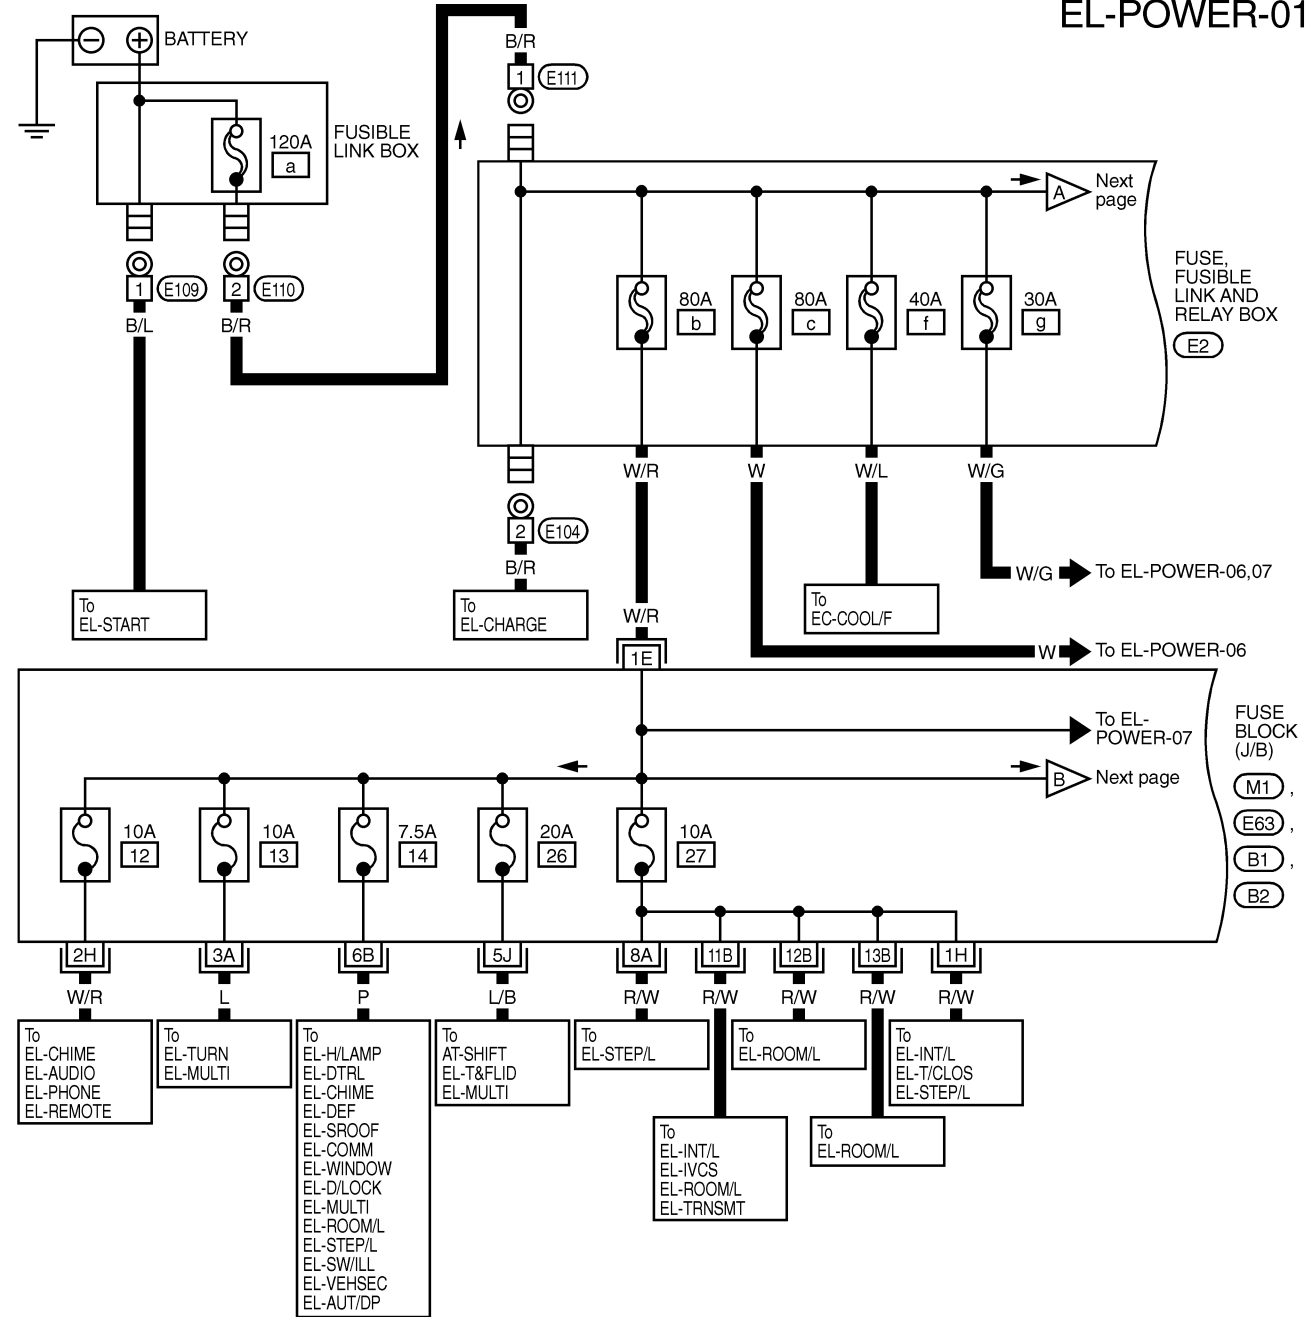 EL-POWER-01
BATTERY
120A
a
FUSIBLE
LINK BOX
1
E109
2
E110
B/L
B/R
B/R
1
E111
A
Next
page
80A
b
80A
c
40A
f
30A
g
FUSE,
FUSIBLE
LINK AND
RELAY BOX
E2
W/R
W
W/L
W/G
2
E104
B/R
W/G
To EL-POWER-06,07
To
EL-START
To
EL-CHARGE
To
EC-COOL/F
W/R
1E
W
To EL-POWER-06
To EL-
POWER-07
B
Next page
FUSE
BLOCK
(J/B)
M1 ,
E63 ,
B1 ,
B2
10A
12
10A
13
7.5A
14
20A
26
10A
27
2H
3A
6B
5J
8A
11B
12B
13B
1H
W/R
L
P
L/B
R/W
R/W
R/W
R/W
R/W
To
EL-CHIME
EL-AUDIO
EL-PHONE
EL-REMOTE
To
EL-TURN
EL-MULTI
To
EL-H/LAMP
EL-DTRL
EL-CHIME
EL-DEF
EL-SROOF
EL-COMM
EL-WINDOW
EL-D/LOCK
EL-MULTI
EL-ROOM/L
EL-STEP/L
EL-SW/ILL
EL-VEHSEC
EL-AUT/DP
To
AT-SHIFT
EL-T&FLID
EL-MULTI
To
EL-STEP/L
To
EL-INT/L
EL-IVCS
EL-ROOM/L
EL-TRNSMT
To
EL-ROOM/L
To
EL-ROOM/L
To
EL-INT/L
EL-T/CLOS
EL-STEP/L